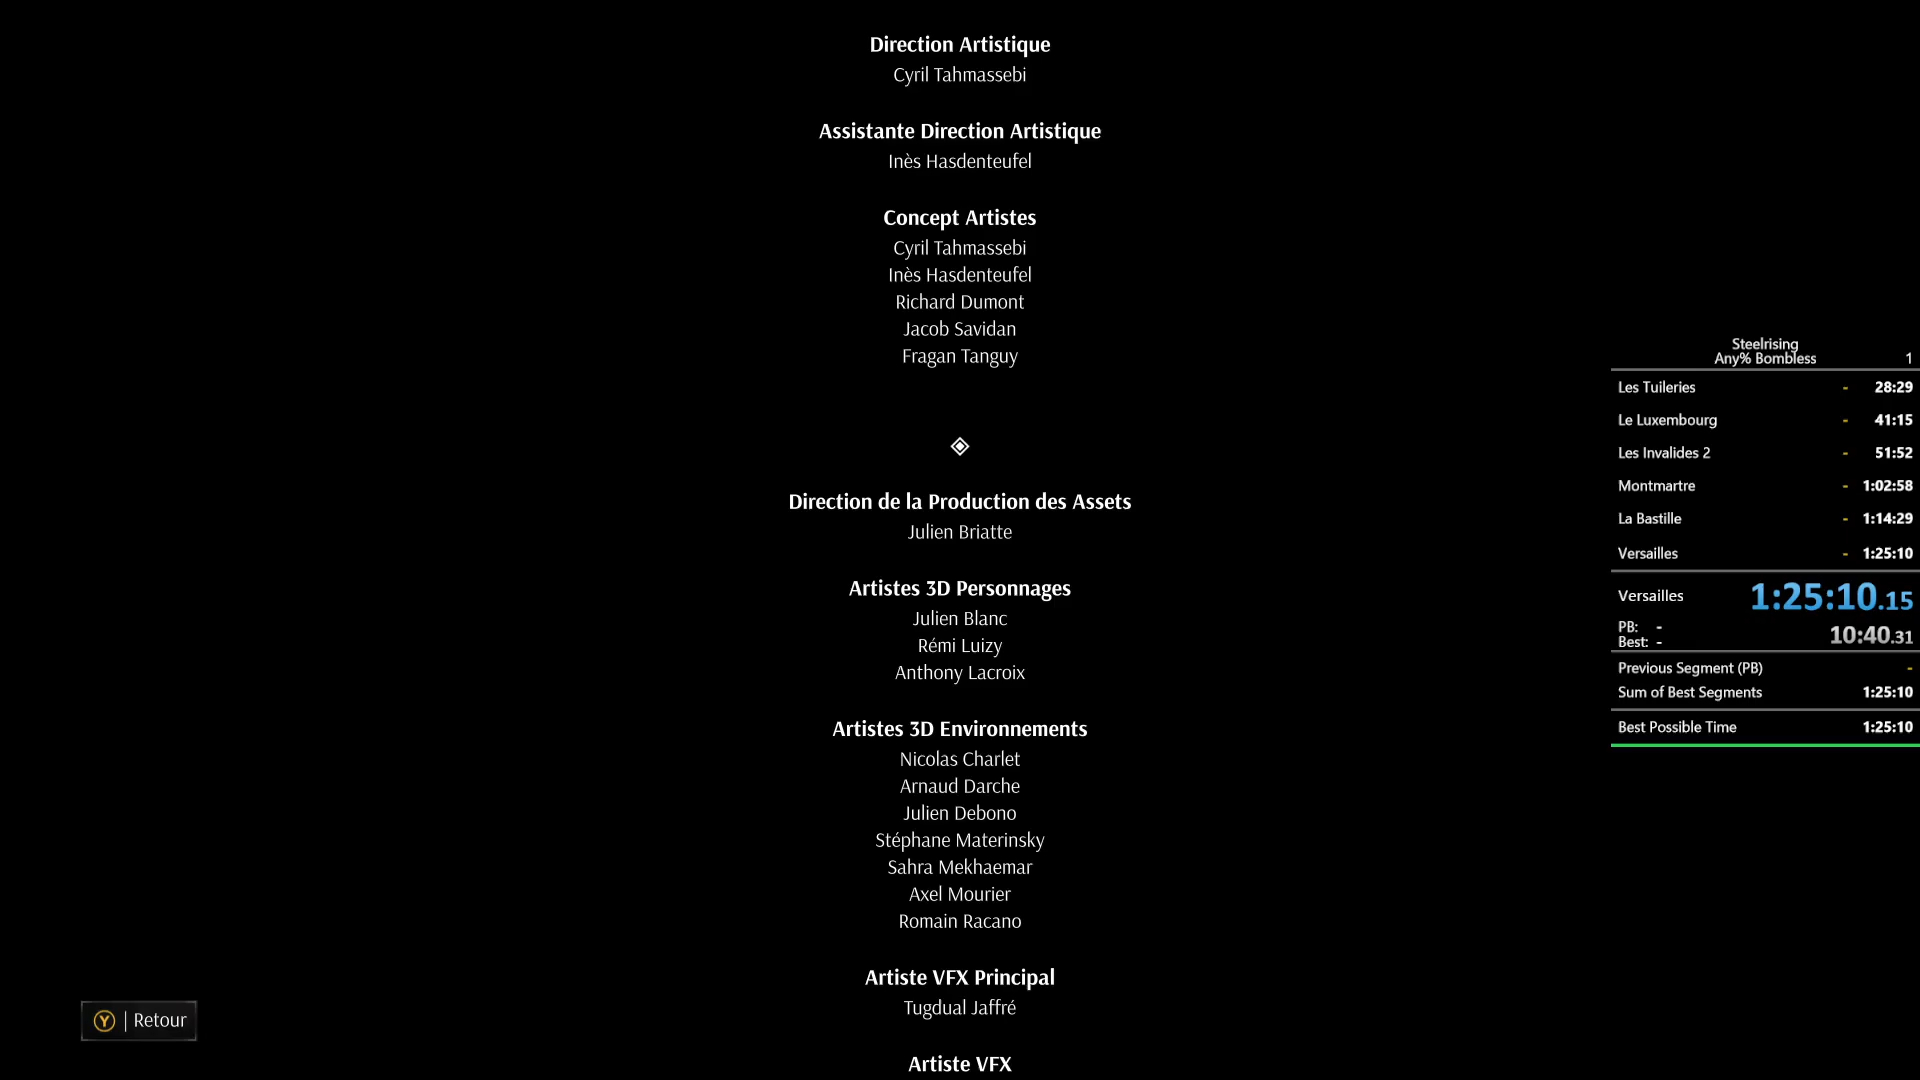 Direction Artistique
Cyril Tahmassebi
Assistante Direction Artistique
Inès Hasdenteufel
Concept Artistes
Cyril Tahmassebi
Inès Hasdenteufel
Richard Dumont
Jacob Savidan
Fragan Tanguy
Direction de la Production des Assets
Julien Briatte
Artistes 3D Personnages
Julien Blanc
Rémi Luizy
Anthony Lacroix
Artistes 3D Environnements
Nicolas Charlet
Arnaud Darche
Julien Debono
Stéphane Materinsky
Sahra Mekhaemar
Axel Mourier
Romain Racano
Artiste VFX Principal
Tugdual Jaffré
Artiste VFX
Y | Retour
Steelrising
Any% Bombless 1
Les Tuileries - 28:29
Le Luxembourg - 41:15
Les Invalides 2 - 51:52
Montmartre - 1:02:58
La Bastille - 1:14:29
Versailles - 1:25:10
Versailles 1:25:10.15
PB: -
Best: - 10:40.31
Previous Segment (PB) -
Sum of Best Segments 1:25:10
Best Possible Time 1:25:10